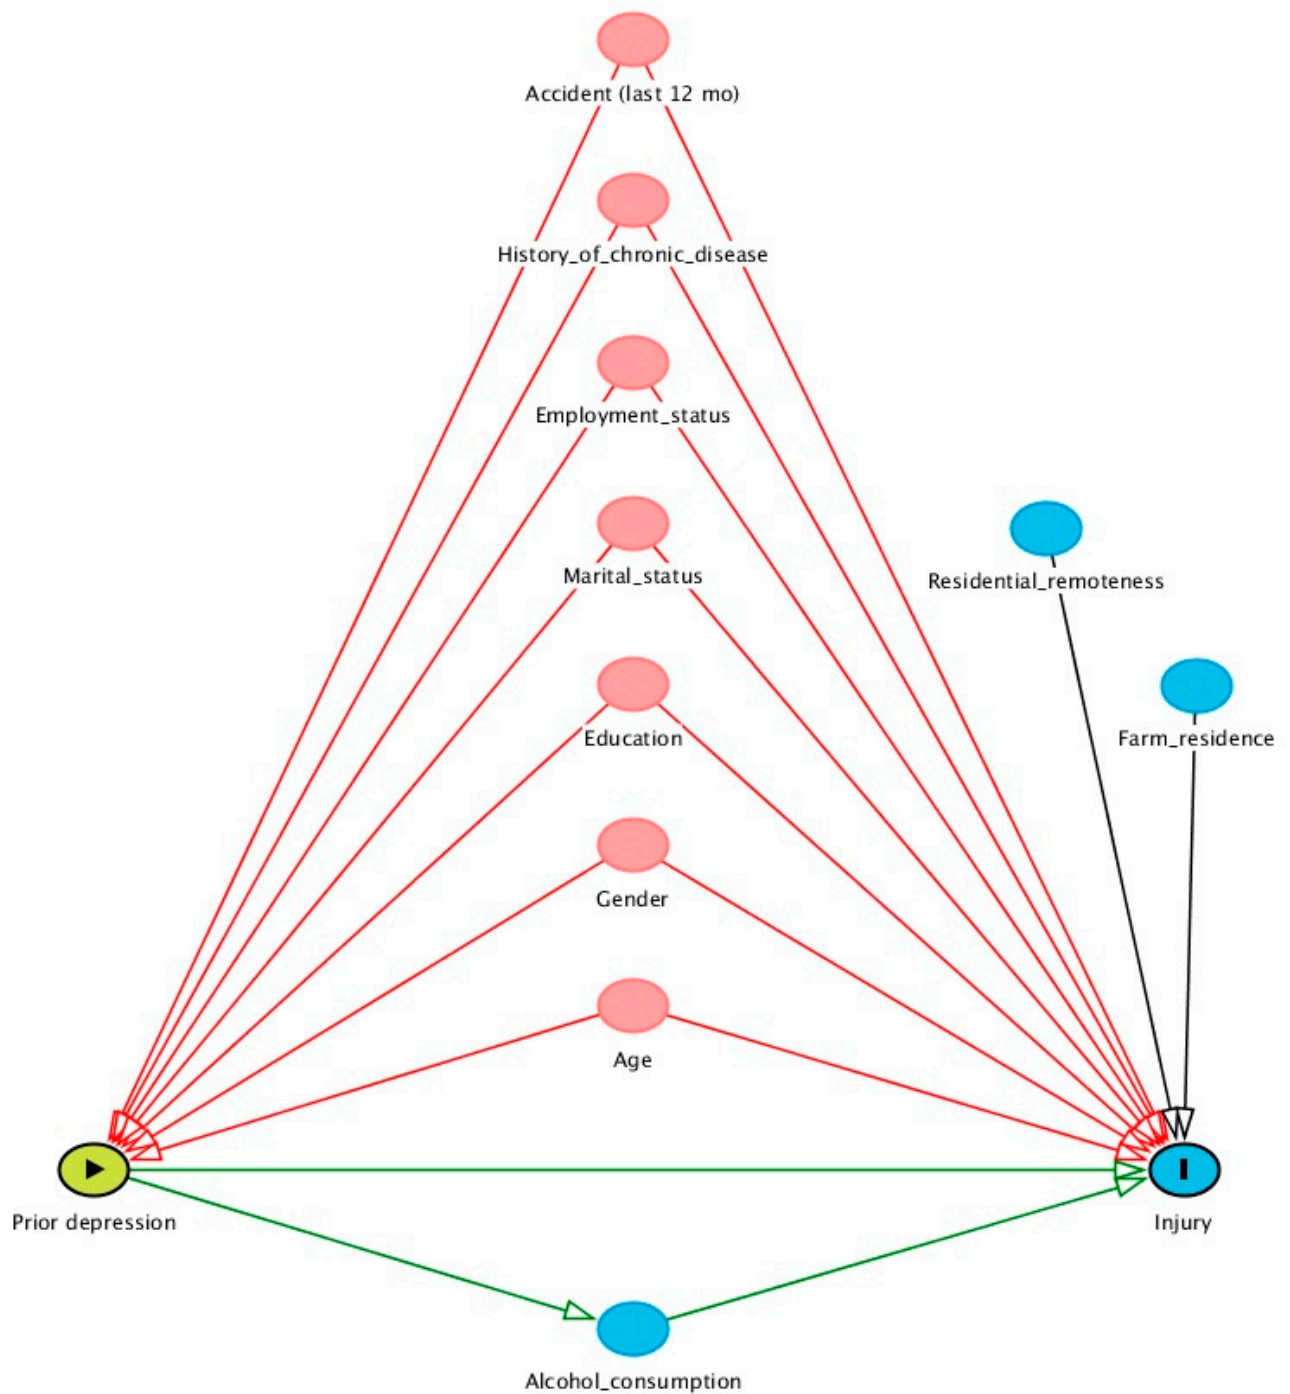 Accident (last 12 mo)
History_of_chronic_disease
Employment_status
Marital_status
Residential_remoteness
Education
Farm_residence
Gender
Age
Prior depression
Injury
Alcohol_consumption